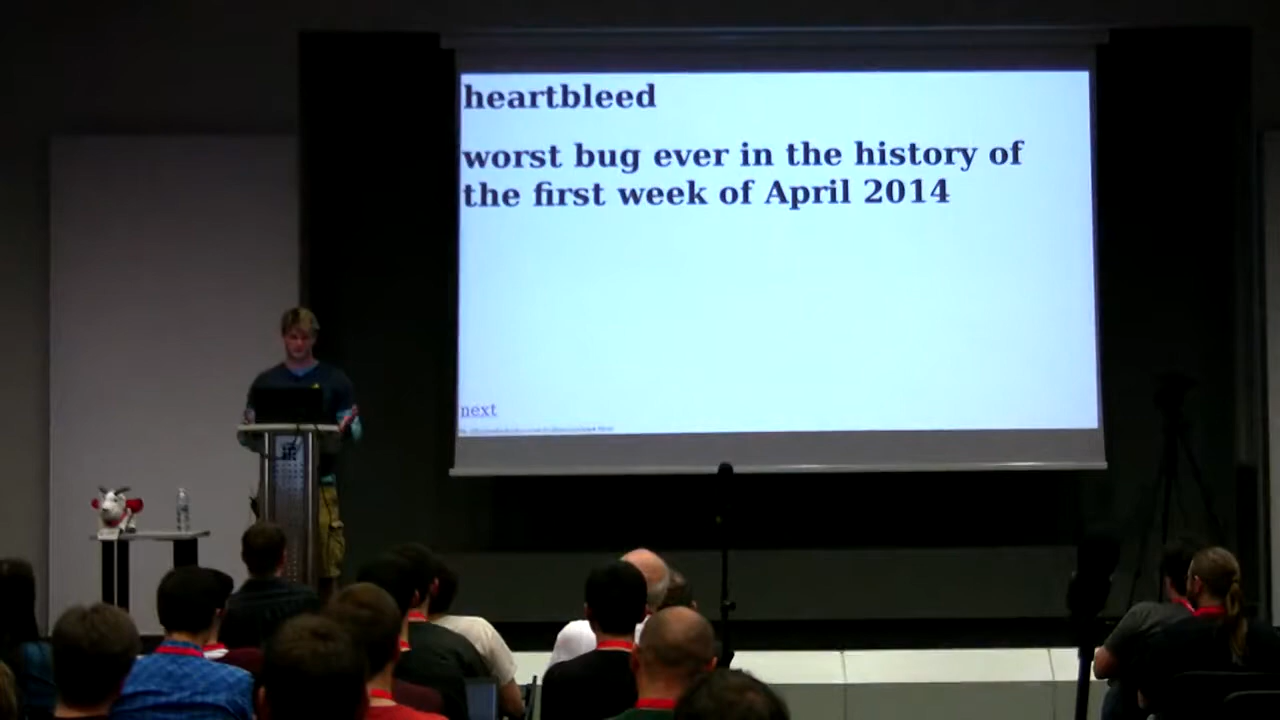 heartbleed
worst bug ever in the history of
the first week of April 2014
next